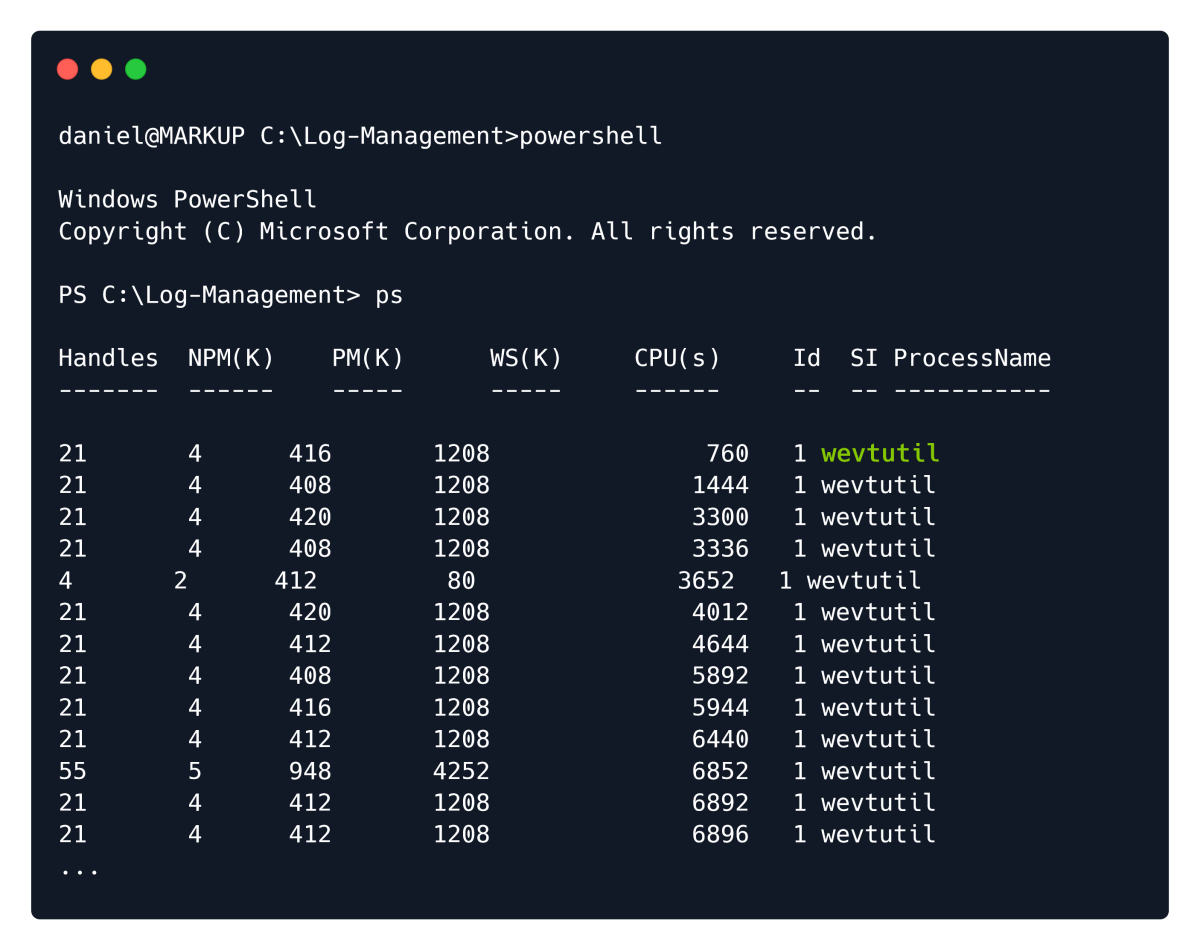 daniel@MARKUP C:\Log-Management>powershell
Windows PowerShell
Copyright (C) Microsoft Corporation. All rights reserved.
PS C:\Log-Management> ps
Handles  NPM(K)    PM(K)      WS(K)     CPU(s)     Id  SI ProcessName
-------  ------    -----      -----     ------     --  -- -----------
21       4      416       1208               760   1 wevtutil
21       4      408       1208              1444   1 wevtutil
21       4      420       1208              3300   1 wevtutil
21       4      408       1208              3336   1 wevtutil
4       2      412         80              3652   1 wevtutil
21       4      420       1208              4012   1 wevtutil
21       4      412       1208              4644   1 wevtutil
21       4      408       1208              5892   1 wevtutil
21       4      416       1208              5944   1 wevtutil
21       4      412       1208              6440   1 wevtutil
55       5      948       4252              6852   1 wevtutil
21       4      412       1208              6892   1 wevtutil
21       4      412       1208              6896   1 wevtutil
...